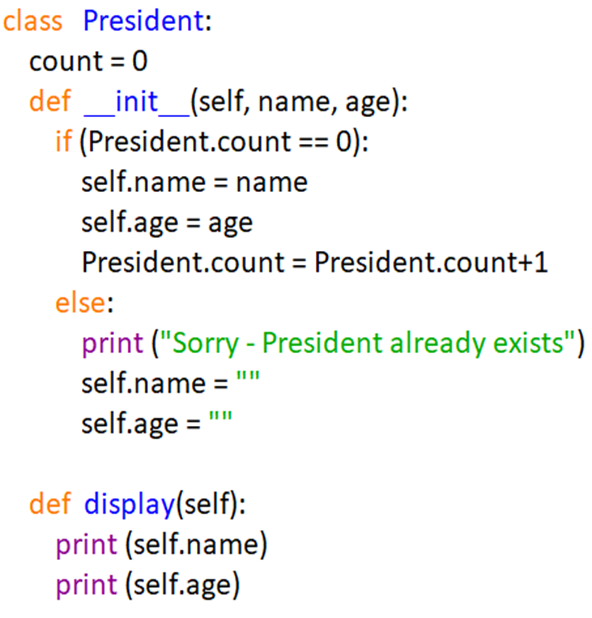 class President:
count = 0
def __init__(self, name, age):
if (President.count == 0):
self.name = name
self.age = age
President.count = President.count+1
else:
print ("Sorry - President already exists")
self.name = ""
self.age = ""
def display(self):
print (self.name)
print (self.age)